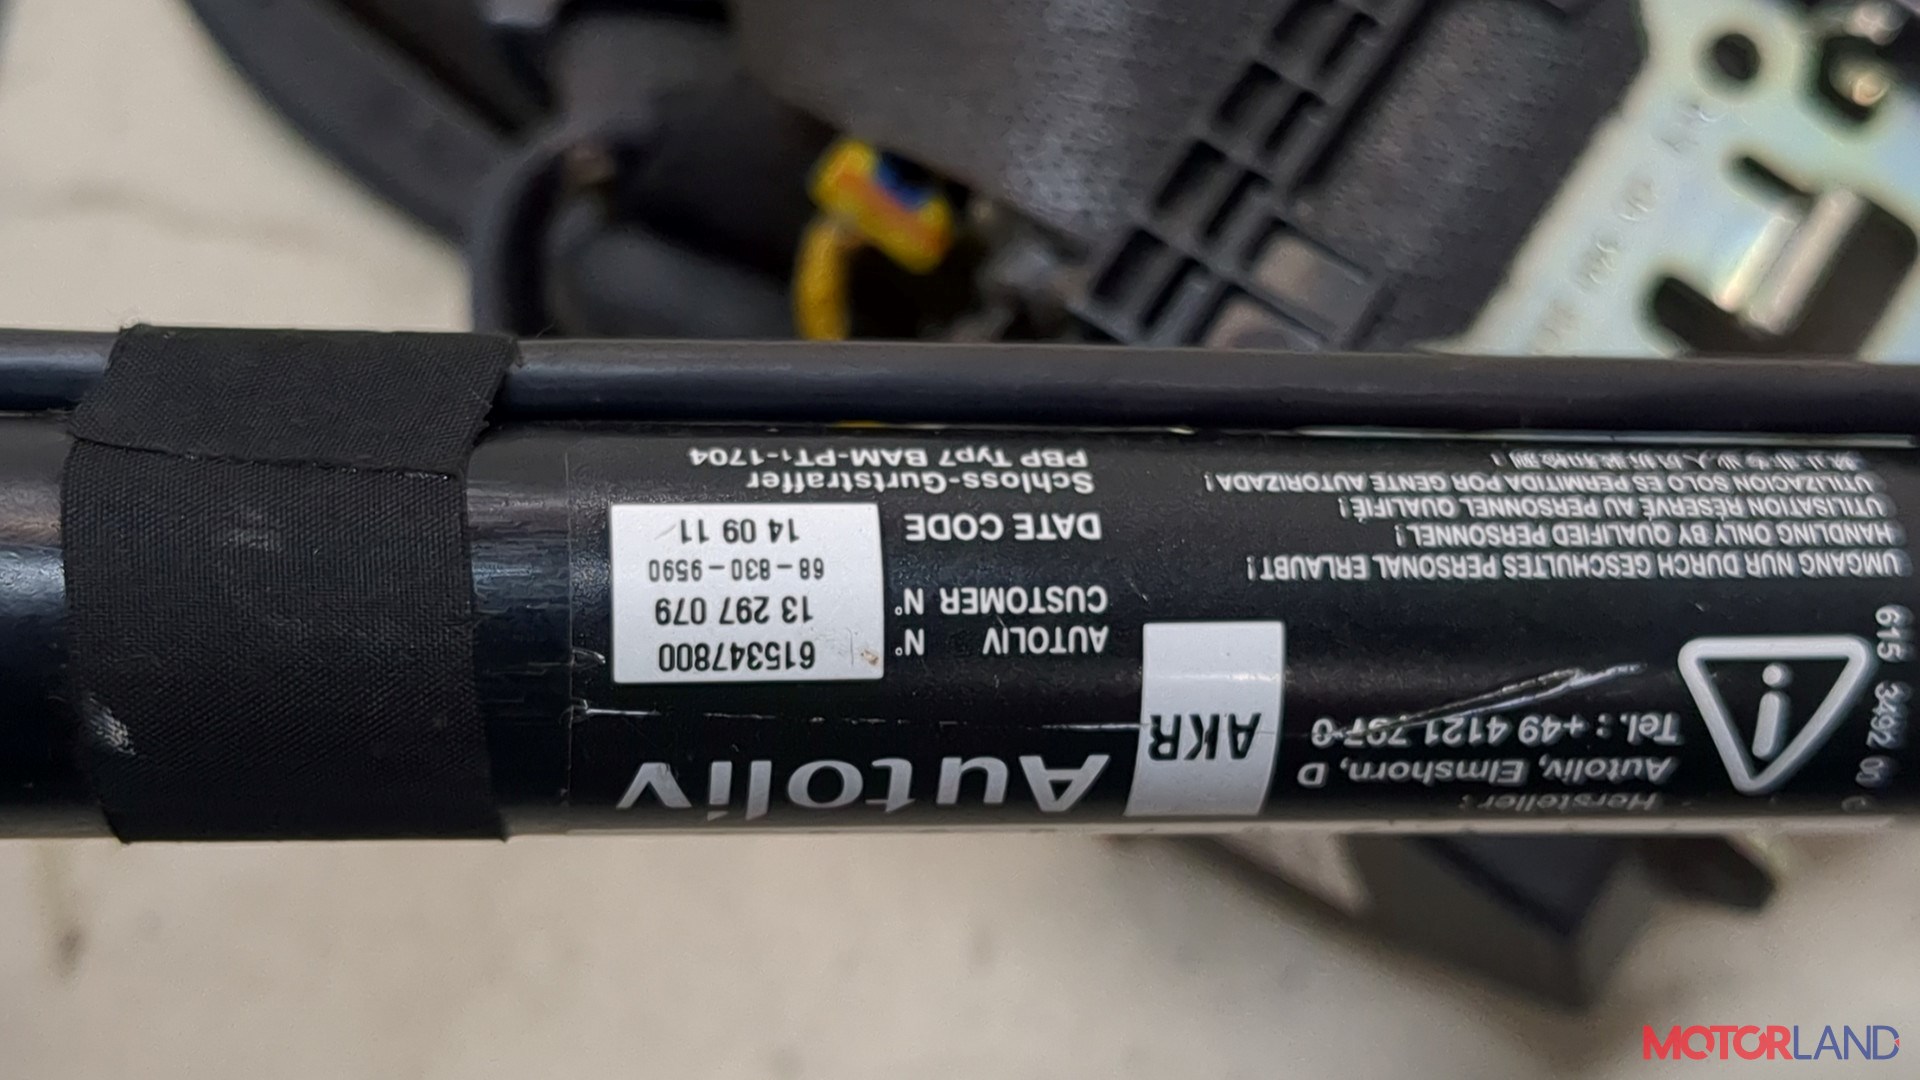 Hersteller:
Autoliv, Elmshorn, D
Tel.: +49 4121 797-0
AKR
Autoliv
AUTOLIV N° 615347800
CUSTOMER N° 13 297 079
68-830-9590
DATE CODE 14 09 11
Schloss-Gurtstraffer
PBP Typ7 BAM-PT1-1704
UMGANG NUR DURCH GESCHULTES PERSONAL ERLAUBT!
HANDLING ONLY BY QUALIFIED PERSONNEL!
UTILISATION RÉSERVÉ AU PERSONNEL QUALIFIÉ!
UTILIZACION SOLO ES PERMITIDA POR GENTE AUTORIZADA!
615 3492 00
MOTORLAND